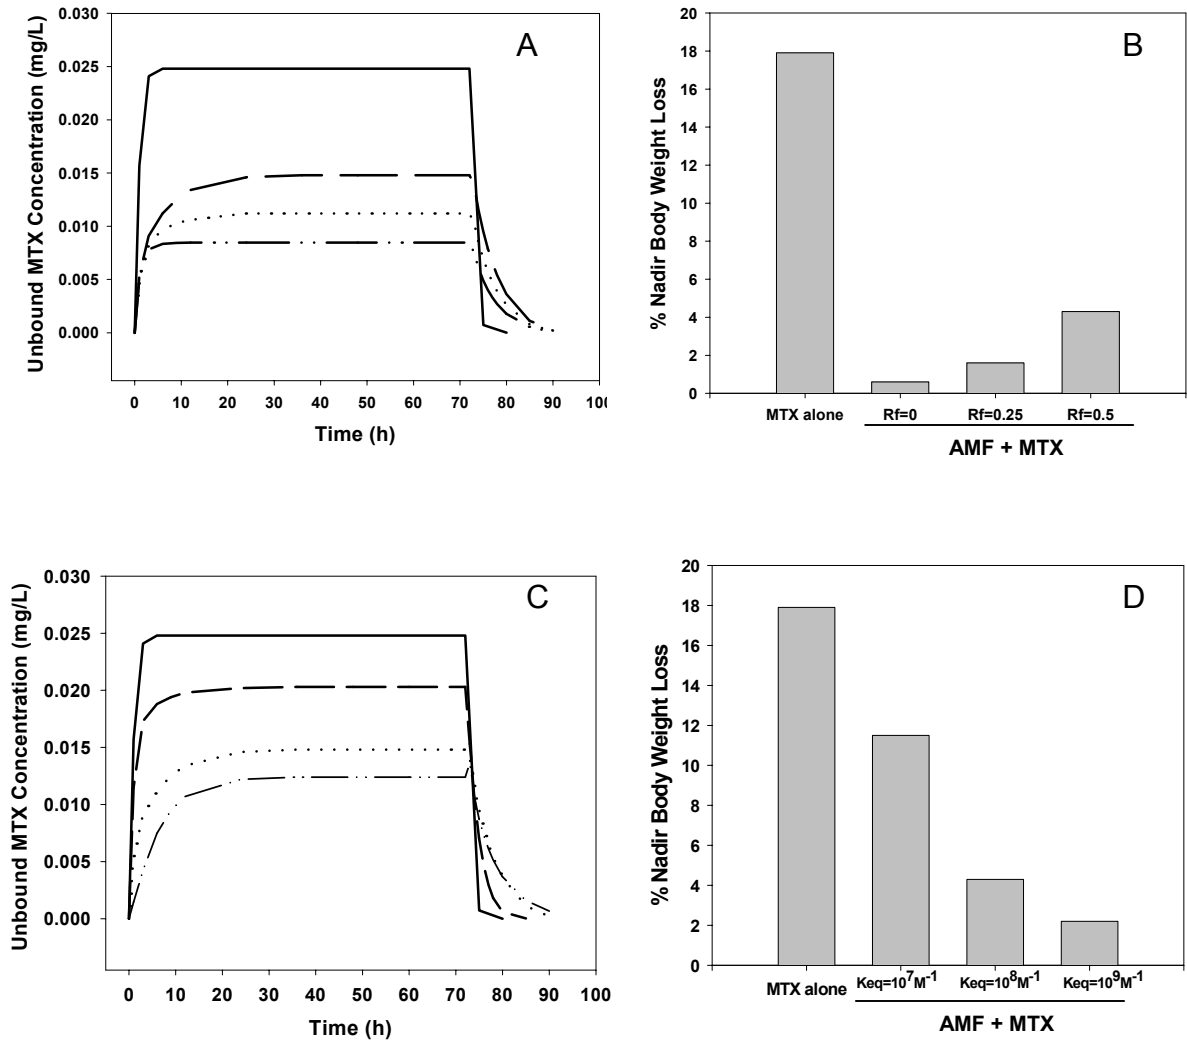 A
Unbound MTX Concentration (mg/L)
0.030
0.025
0.020
0.015
0.010
0.005
0.000
0 10 20 30 40 50 60 70 80 90 10
Time (h)
B
% Nadir Body Weight Loss
20
18
16
14
12
10
8
6
4
2
0
MTX alone Rf=0 Rf=0.25 Rf=0.5
AMF + MTX
C
Unbound MTX Concentration (mg/L)
0.030
0.025
0.020
0.015
0.010
0.005
0.000
0 10 20 30 40 50 60 70 80 90 100
Time (h)
D
% Nadir Body Weight Loss
20
18
16
14
12
10
8
6
4
2
0
MTX alone Keq=10⁷M⁻¹ Keq=10⁸M⁻¹ Keq=10⁹M⁻¹
AMF + MTX